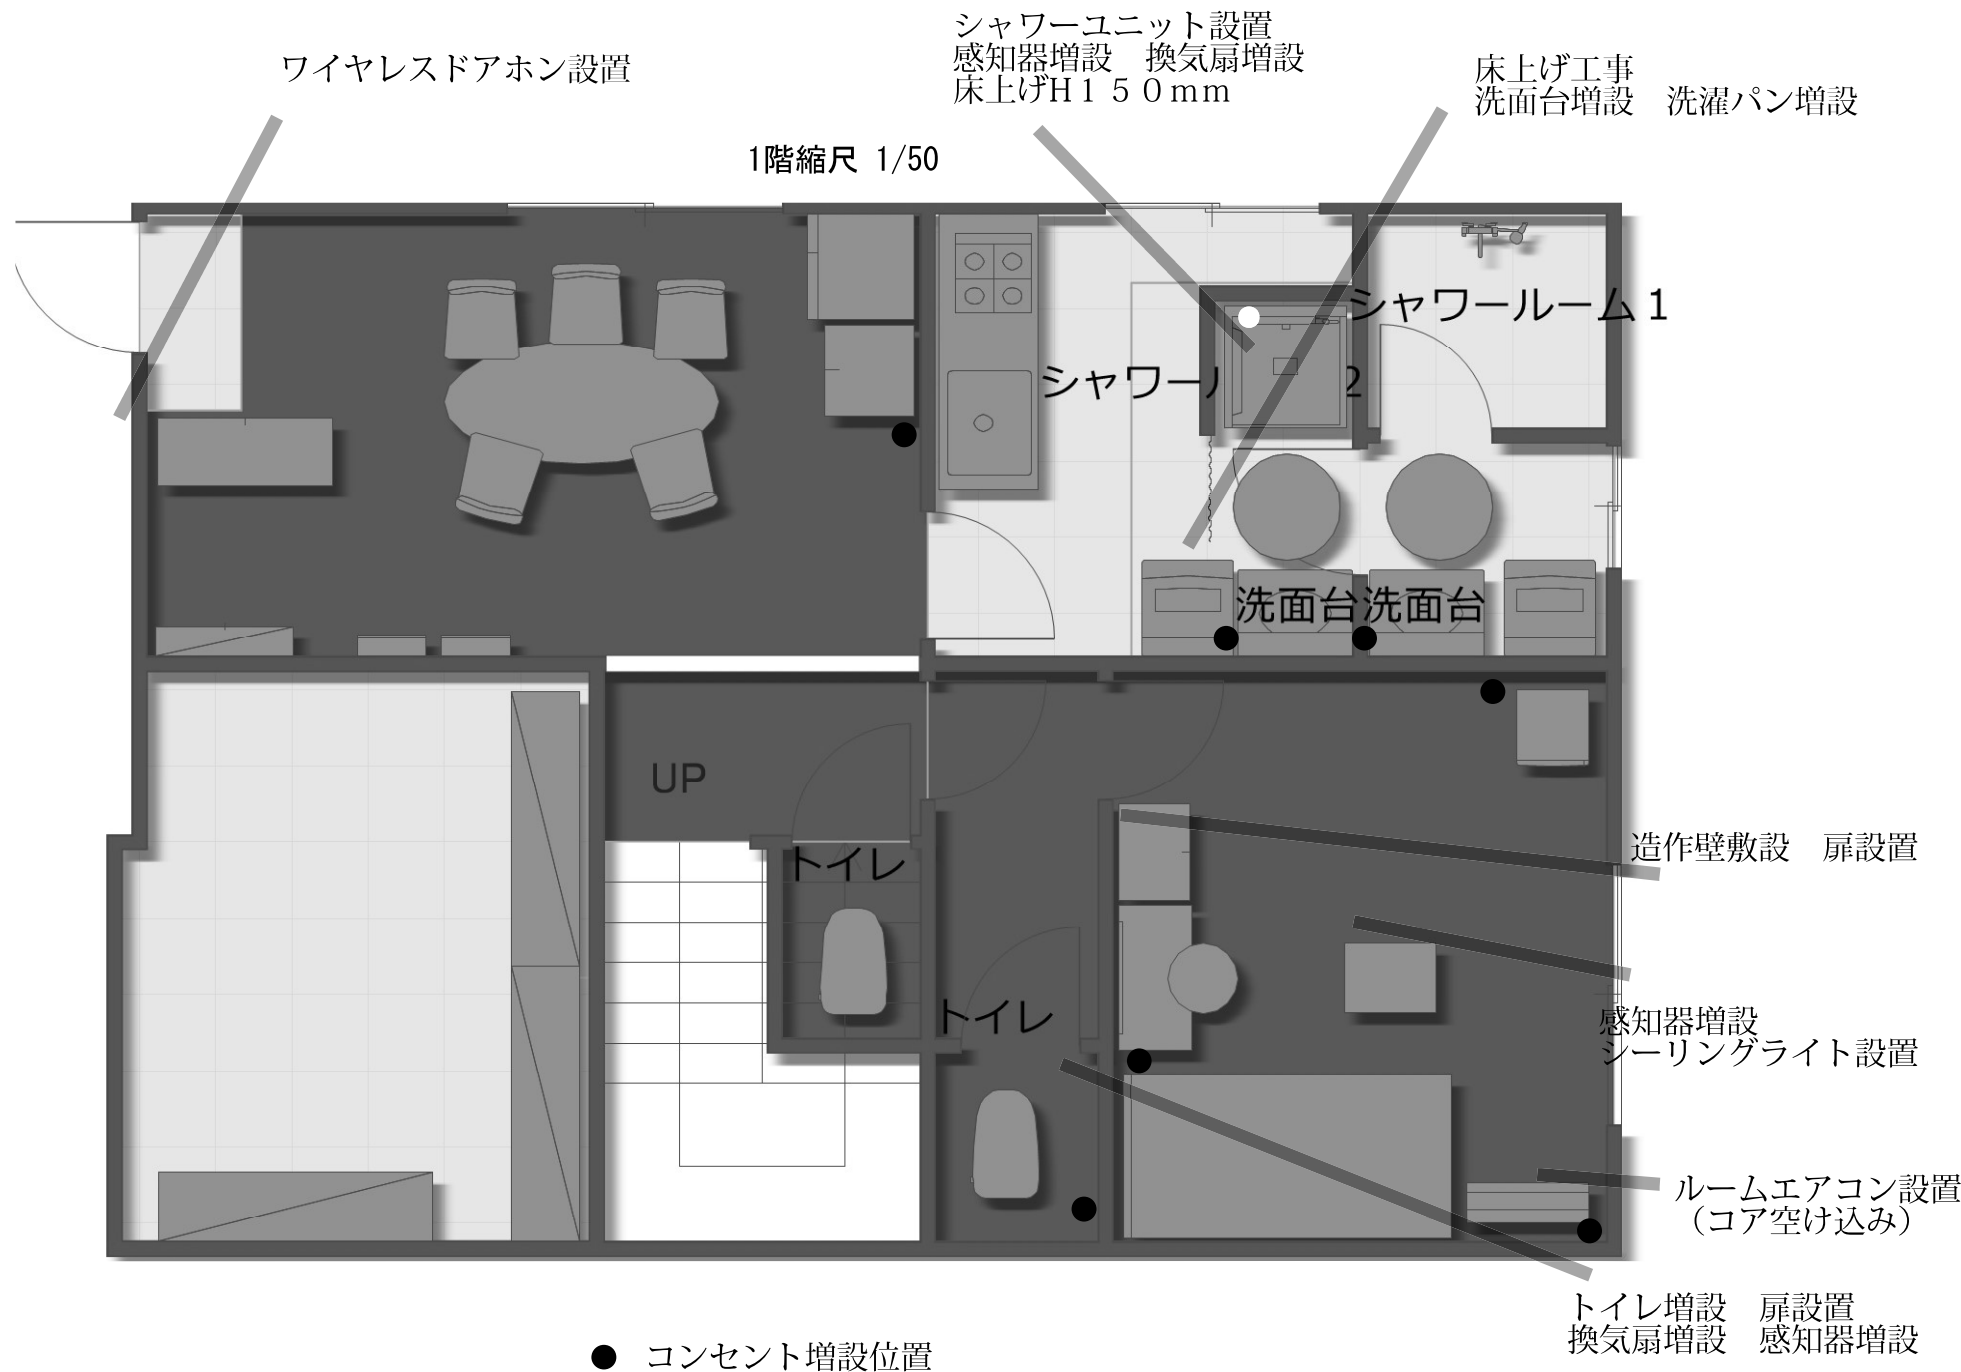 シャワーユニット設置
感知器増設　換気扇増設
床上げH１５０mm
ワイヤレスドアホン設置
床上げ工事
洗面台増設　洗濯パン増設
1階縮尺 1/50
シャワールーム１
シャワー
2
洗面台
洗面台
UP
トイレ
トイレ
造作壁敷設　扉設置
感知器増設
シーリングライト設置
ルームエアコン設置
（コア空け込み）
トイレ増設　扉設置
換気扇増設　感知器増設
● コンセント増設位置